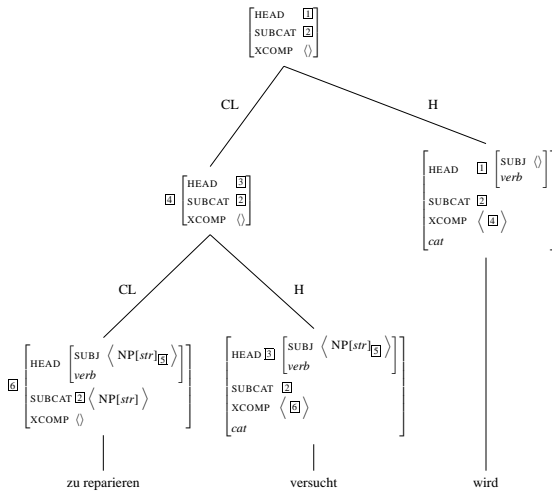 HEAD 1
SUBCAT 2
XCOMP ⟨⟩
CL H
4 HEAD 3
SUBCAT 2
XCOMP ⟨⟩
HEAD 1 SUBJ ⟨⟩
verb
SUBCAT 2
XCOMP ⟨ 4 ⟩
cat
CL H
6 HEAD SUBJ ⟨ NP[str]5 ⟩
verb
SUBCAT 2 ⟨ NP[str] ⟩
XCOMP ⟨⟩
HEAD 3 SUBJ ⟨ NP[str]5 ⟩
verb
SUBCAT 2
XCOMP ⟨ 6 ⟩
cat
zu reparieren versucht wird